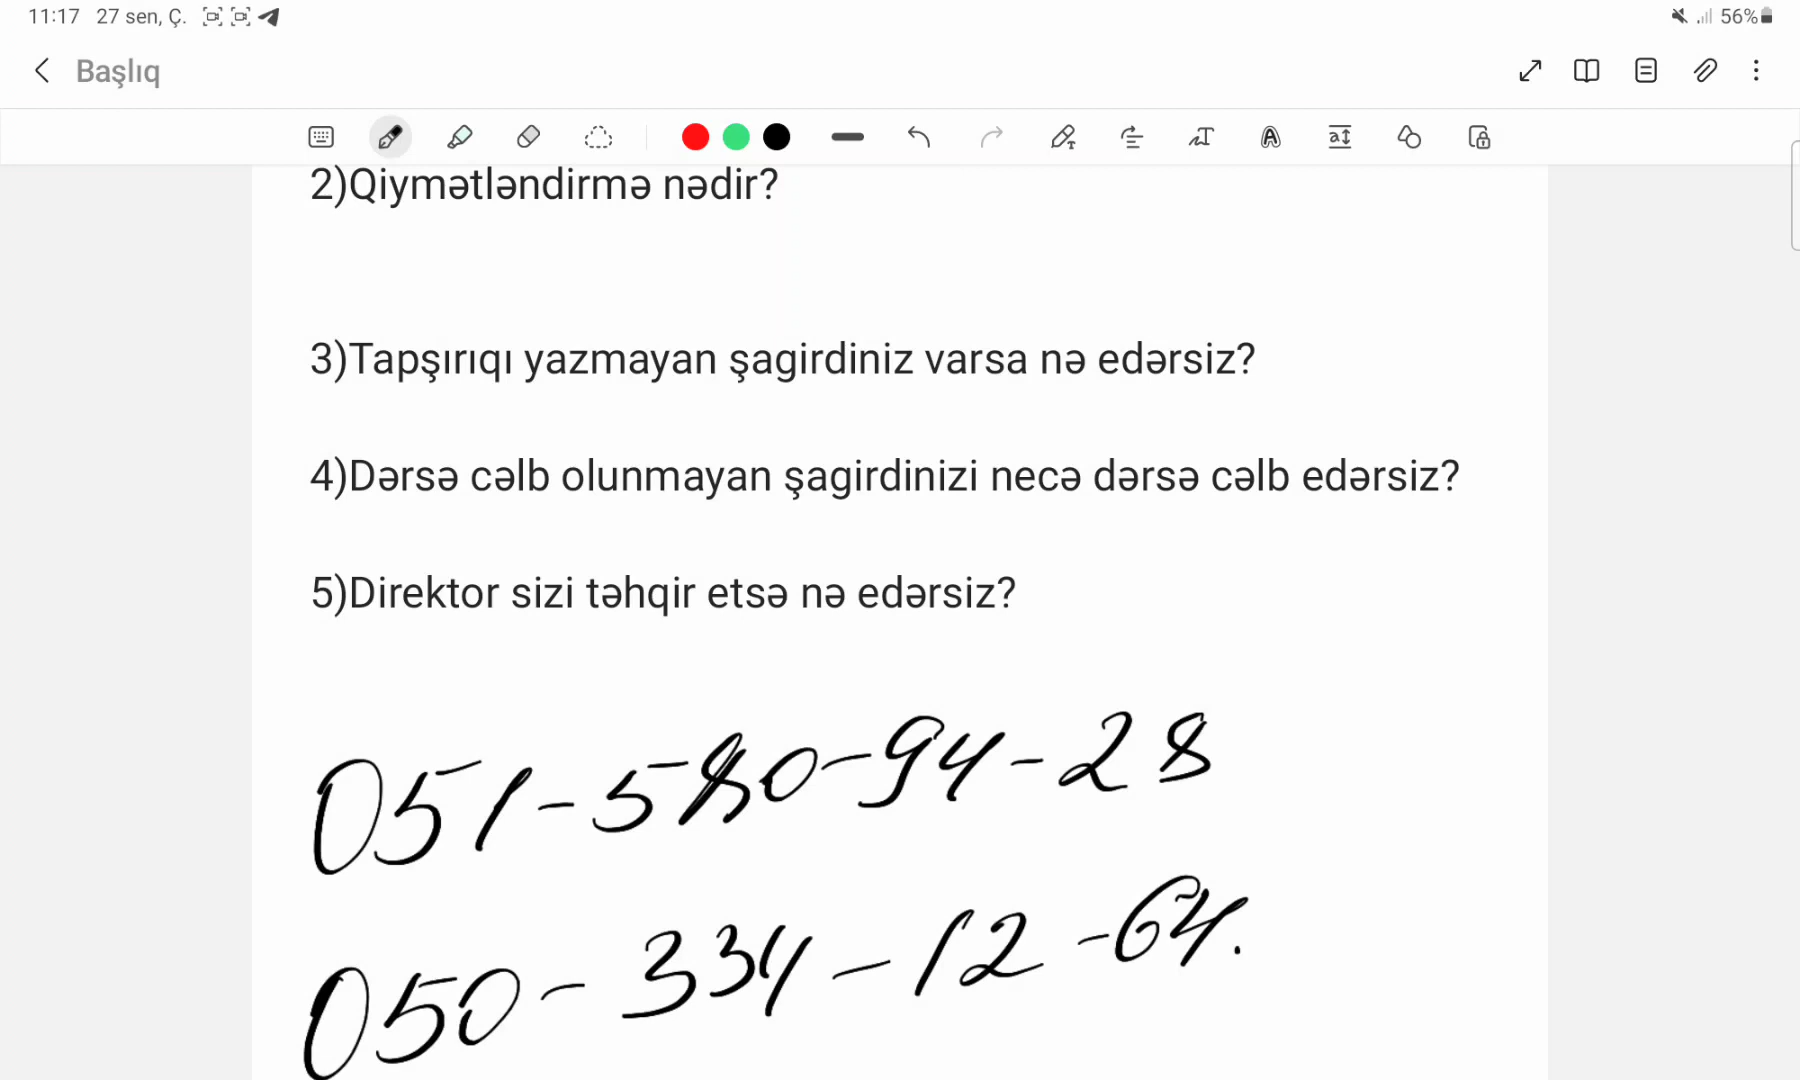 11:17 27 sen, Ç. 56%
Başlıq
2)Qiymətləndirmə nədir?
3)Tapşırıqı yazmayan şagirdiniz varsa nə edərsiz?
4)Dərsə cəlb olunmayan şagirdinizi necə dərsə cəlb edərsiz?
5)Direktor sizi təhqir etsə nə edərsiz?
051-580-94-28
050-334-12-64.